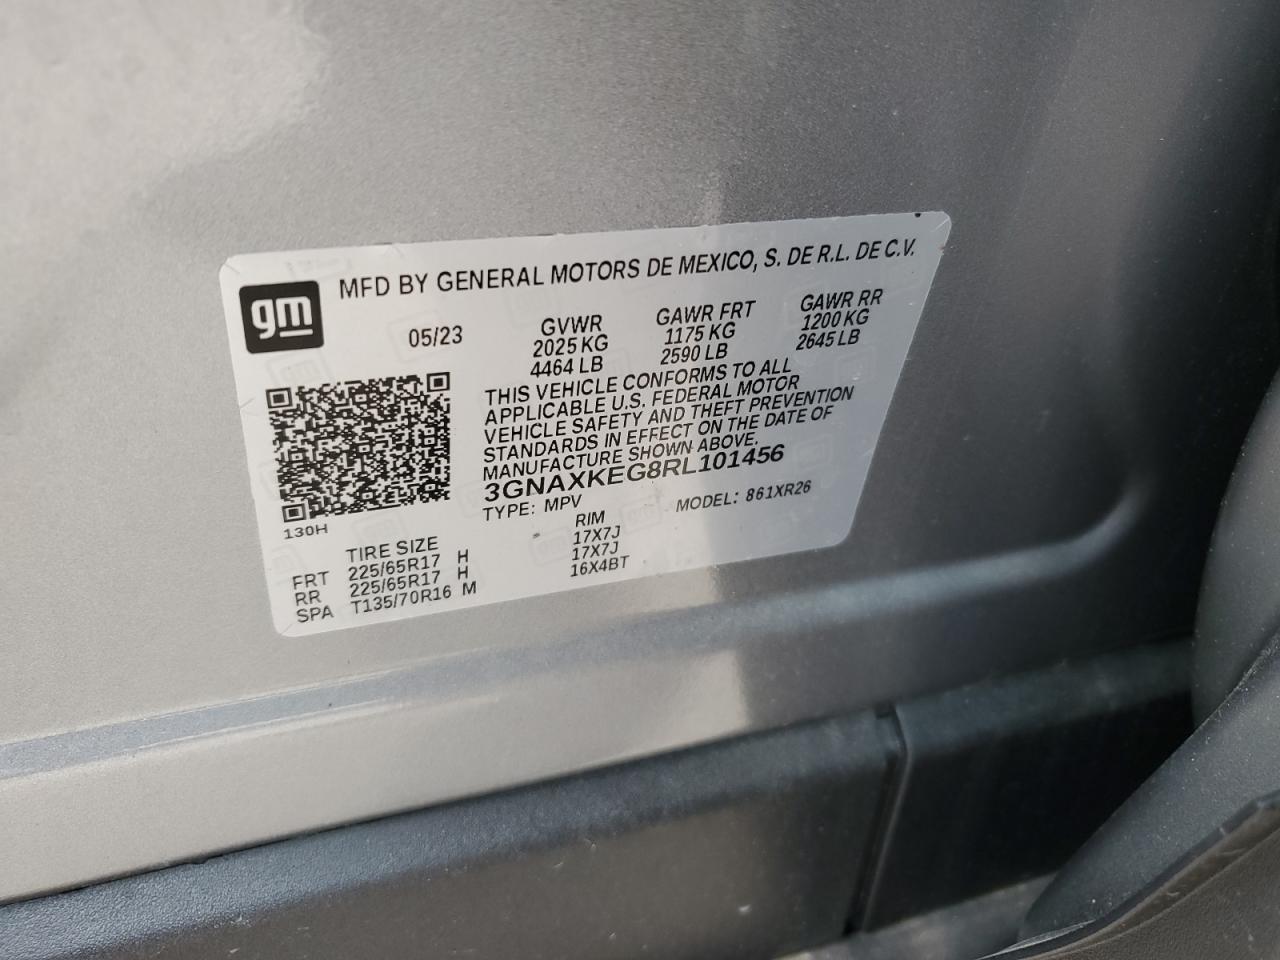 gm
MFD BY GENERAL MOTORS DE MEXICO, S. DE R.L. DE C.V.
05/23 GVWR GAWR FRT GAWR RR
2025 KG 1175 KG 1200 KG
4464 LB 2590 LB 2645 LB
THIS VEHICLE CONFORMS TO ALL
APPLICABLE U.S. FEDERAL MOTOR
VEHICLE SAFETY AND THEFT PREVENTION
STANDARDS IN EFFECT ON THE DATE OF
MANUFACTURE SHOWN ABOVE.
3GNAXKEG8RL101456
TYPE: MPV MODEL: 861XR26
130H
TIRE SIZE RIM
FRT 225/65R17 H 17X7J
RR 225/65R17 H 17X7J
SPA T135/70R16 M 16X4BT